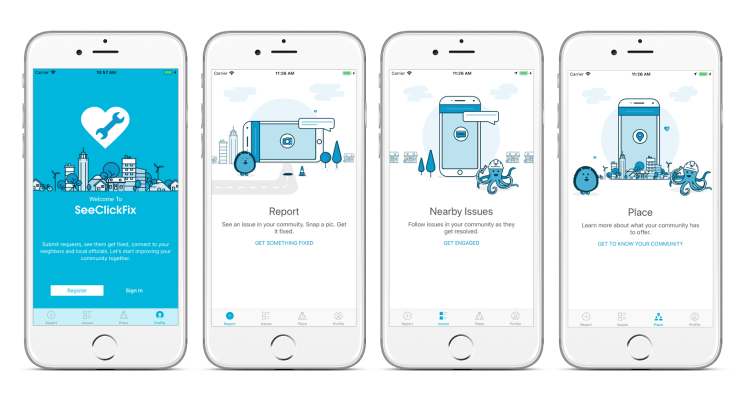 Carrier 10:57 AM
Welcome To
SeeClickFix
Submit requests, see them get fixed, connect to your
neighbors and local officials. Let's start improving your
community together.
Register Sign In
Report Issues Place Profile
Carrier 11:26 AM
Report
See an issue in your commuity. Snap a pic. Get
it fixed.
GET SOMETHING FIXED
Report Issues Place Profile
Carrier 11:26 AM
Nearby Issues
Follow issues in your community as they
get resolved.
GET ENGAGED
Report Issues Place Profile
Carrier 11:26 AM
Place
Learn more about what your community has
to offer.
GET TO KNOW YOUR COMMUNITY
Report Issues Place Profile